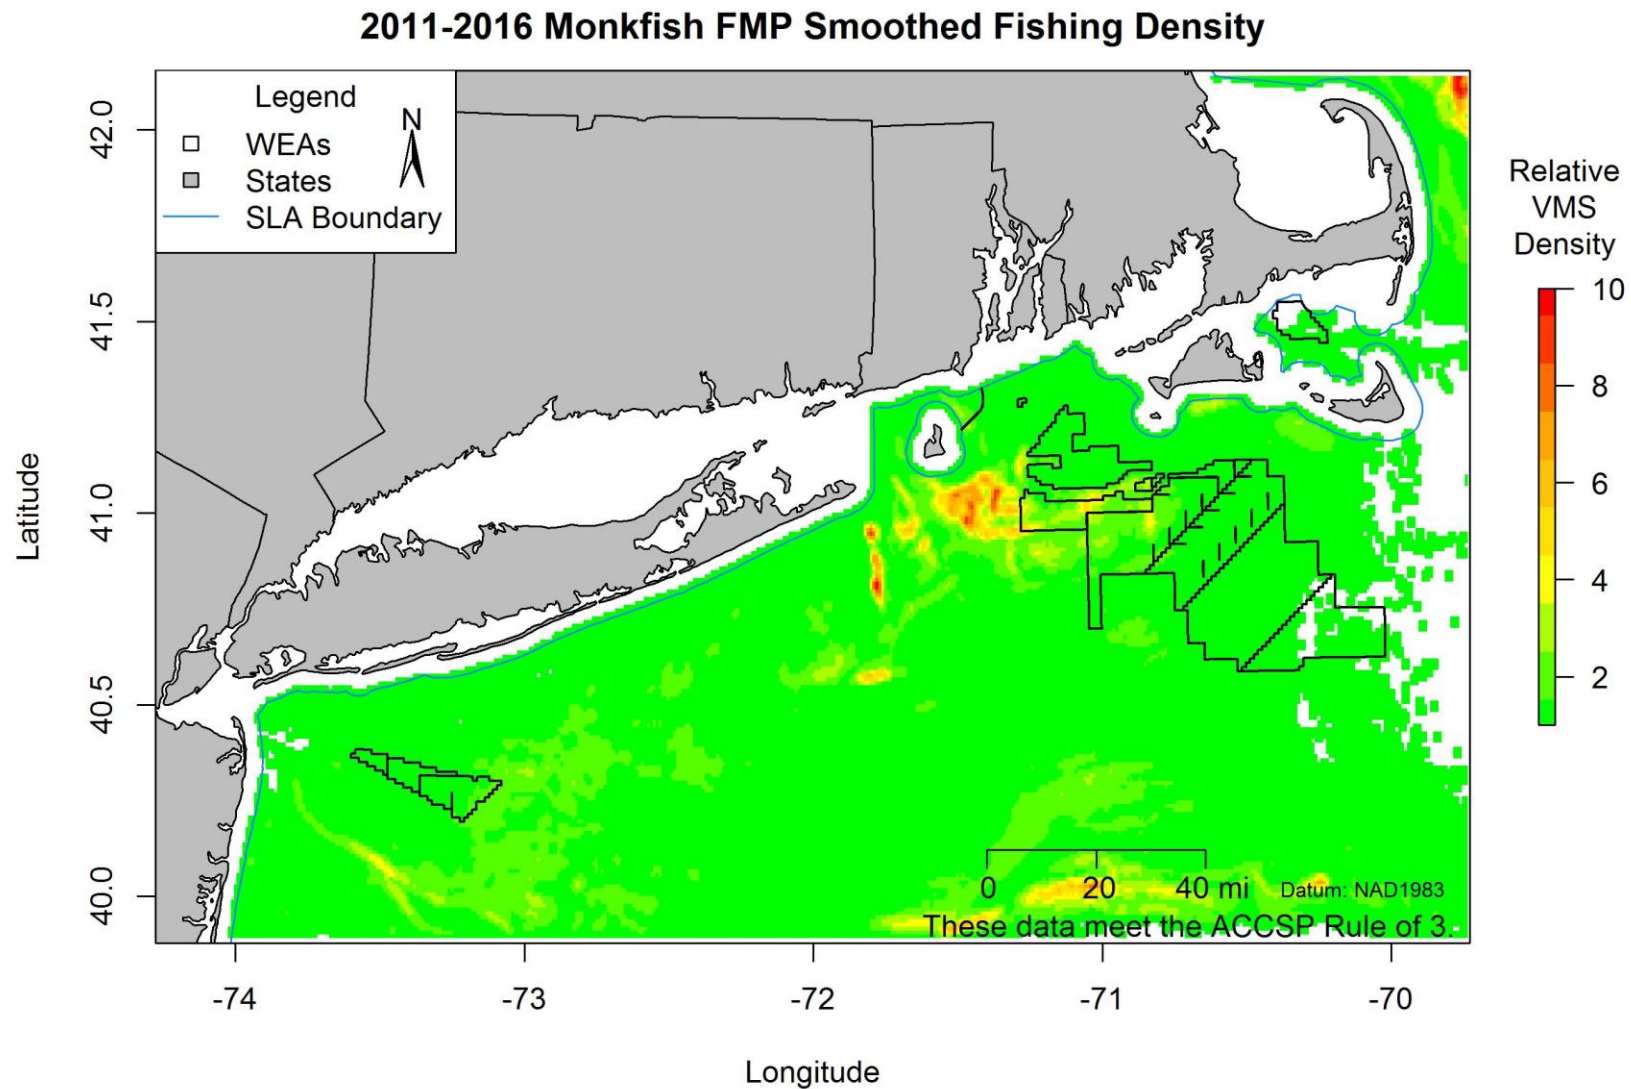 2011-2016 Monkfish FMP Smoothed Fishing Density
Legend
N
WEAs
States
SLA Boundary
Relative
VMS
Density
10
8
6
4
2
Latitude
42.0
41.5
41.0
40.5
40.0
0 20 40 mi Datum: NAD1983
These data meet the ACCSP Rule of 3.
-74 -73 -72 -71 -70
Longitude